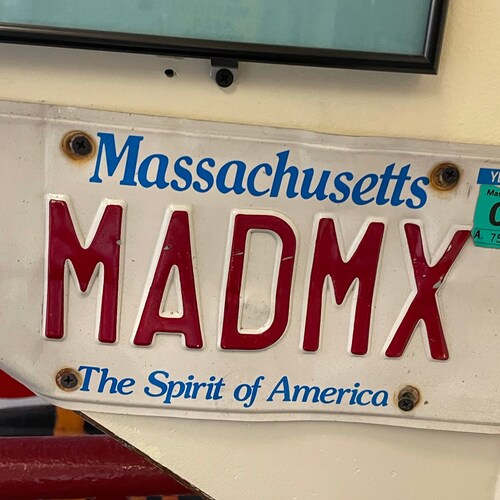 Massachusetts
MADMX
The Spirit of America